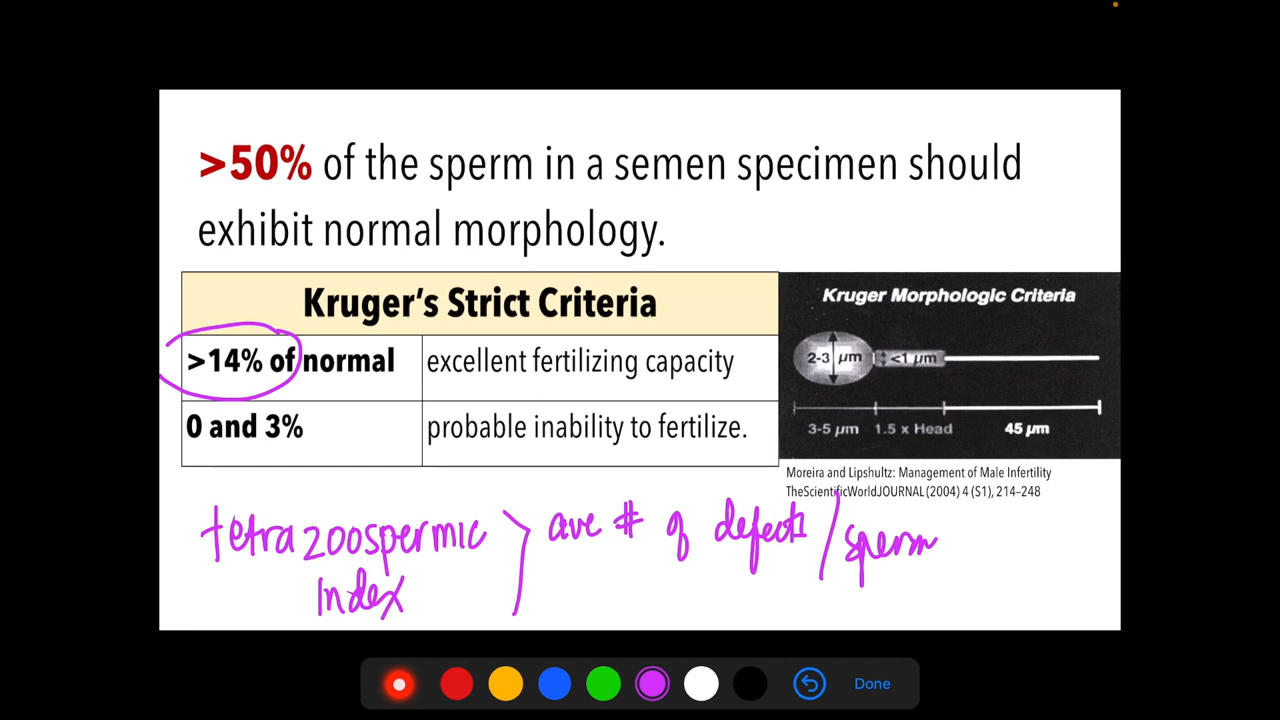 >50% of the sperm in a semen specimen should
exhibit normal morphology.
Kruger's Strict Criteria
>14% of normal
excellent fertilizing capacity
0 and 3%
probable inability to fertilize.
Kruger Morphologic Criteria
2-3 µm
<1 µm
3-5 µm
1.5 x Head
45 µm
Moreira and Lipshultz: Management of Male Infertility
TheScientificWorldJOURNAL (2004) 4 (S1), 214–248
tetrazoospermic
Index
ave # of defects / sperm
Done